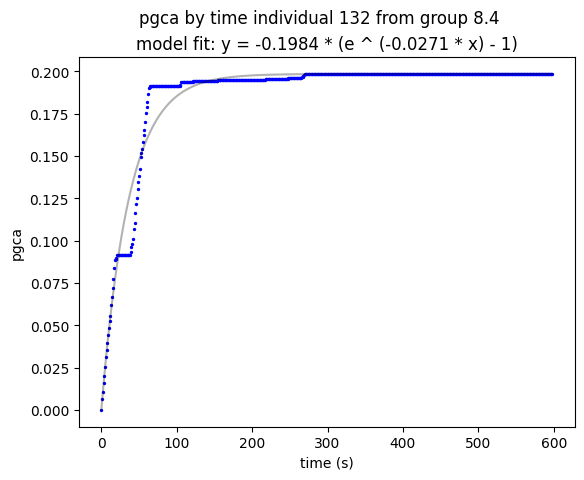 pgca by time individual 132 from group 8.4
model fit: y = -0.1984 * (e ^ (-0.0271 * x) - 1)
0.200
0.175
0.150
0.125
0.100
0.075
0.050
0.025
0.000
pgca
0 100 200 300 400 500 600
time (s)